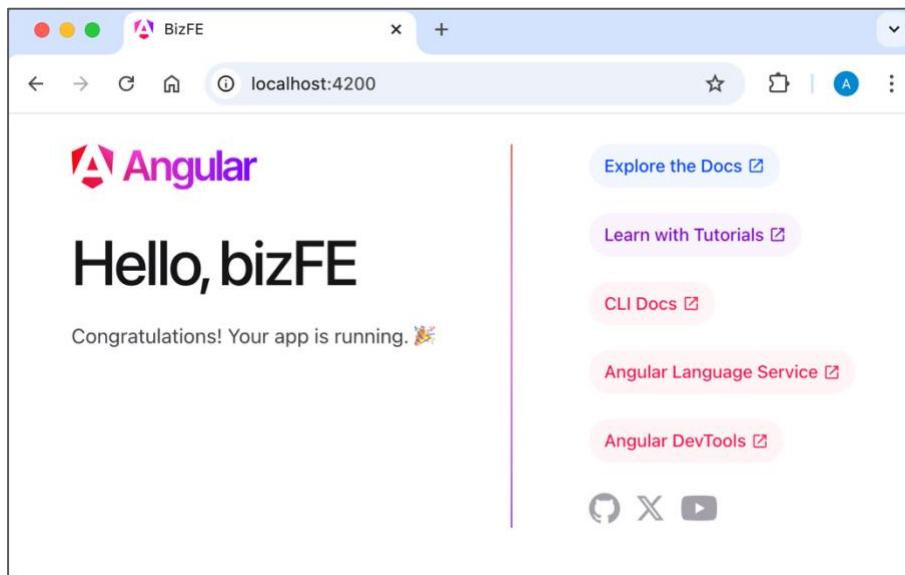 BizFE
localhost:4200
A
Angular
Hello, bizFE
Congratulations! Your app is running. 🎉
Explore the Docs
Learn with Tutorials
CLI Docs
Angular Language Service
Angular DevTools